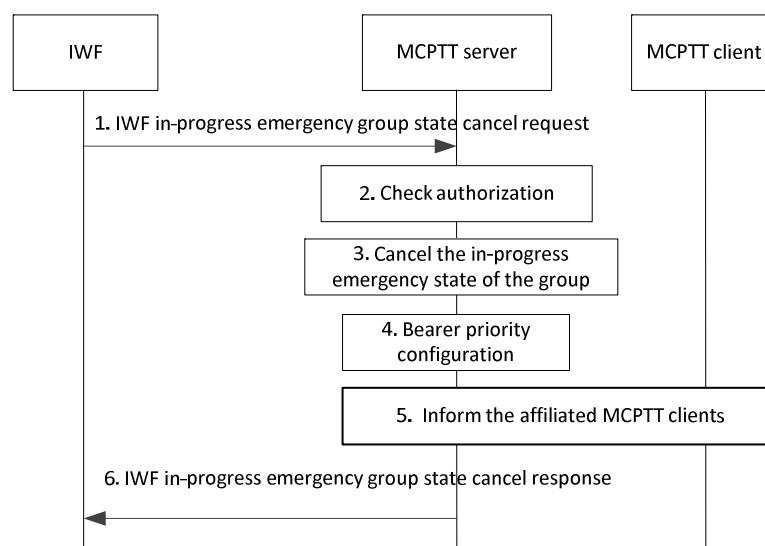 IWF
MCPTT server
MCPTT client
1. IWF in-progress emergency group state cancel request
2. Check authorization
3. Cancel the in-progress
emergency state of the group
4. Bearer priority
configuration
5. Inform the affiliated MCPTT clients
6. IWF in-progress emergency group state cancel response